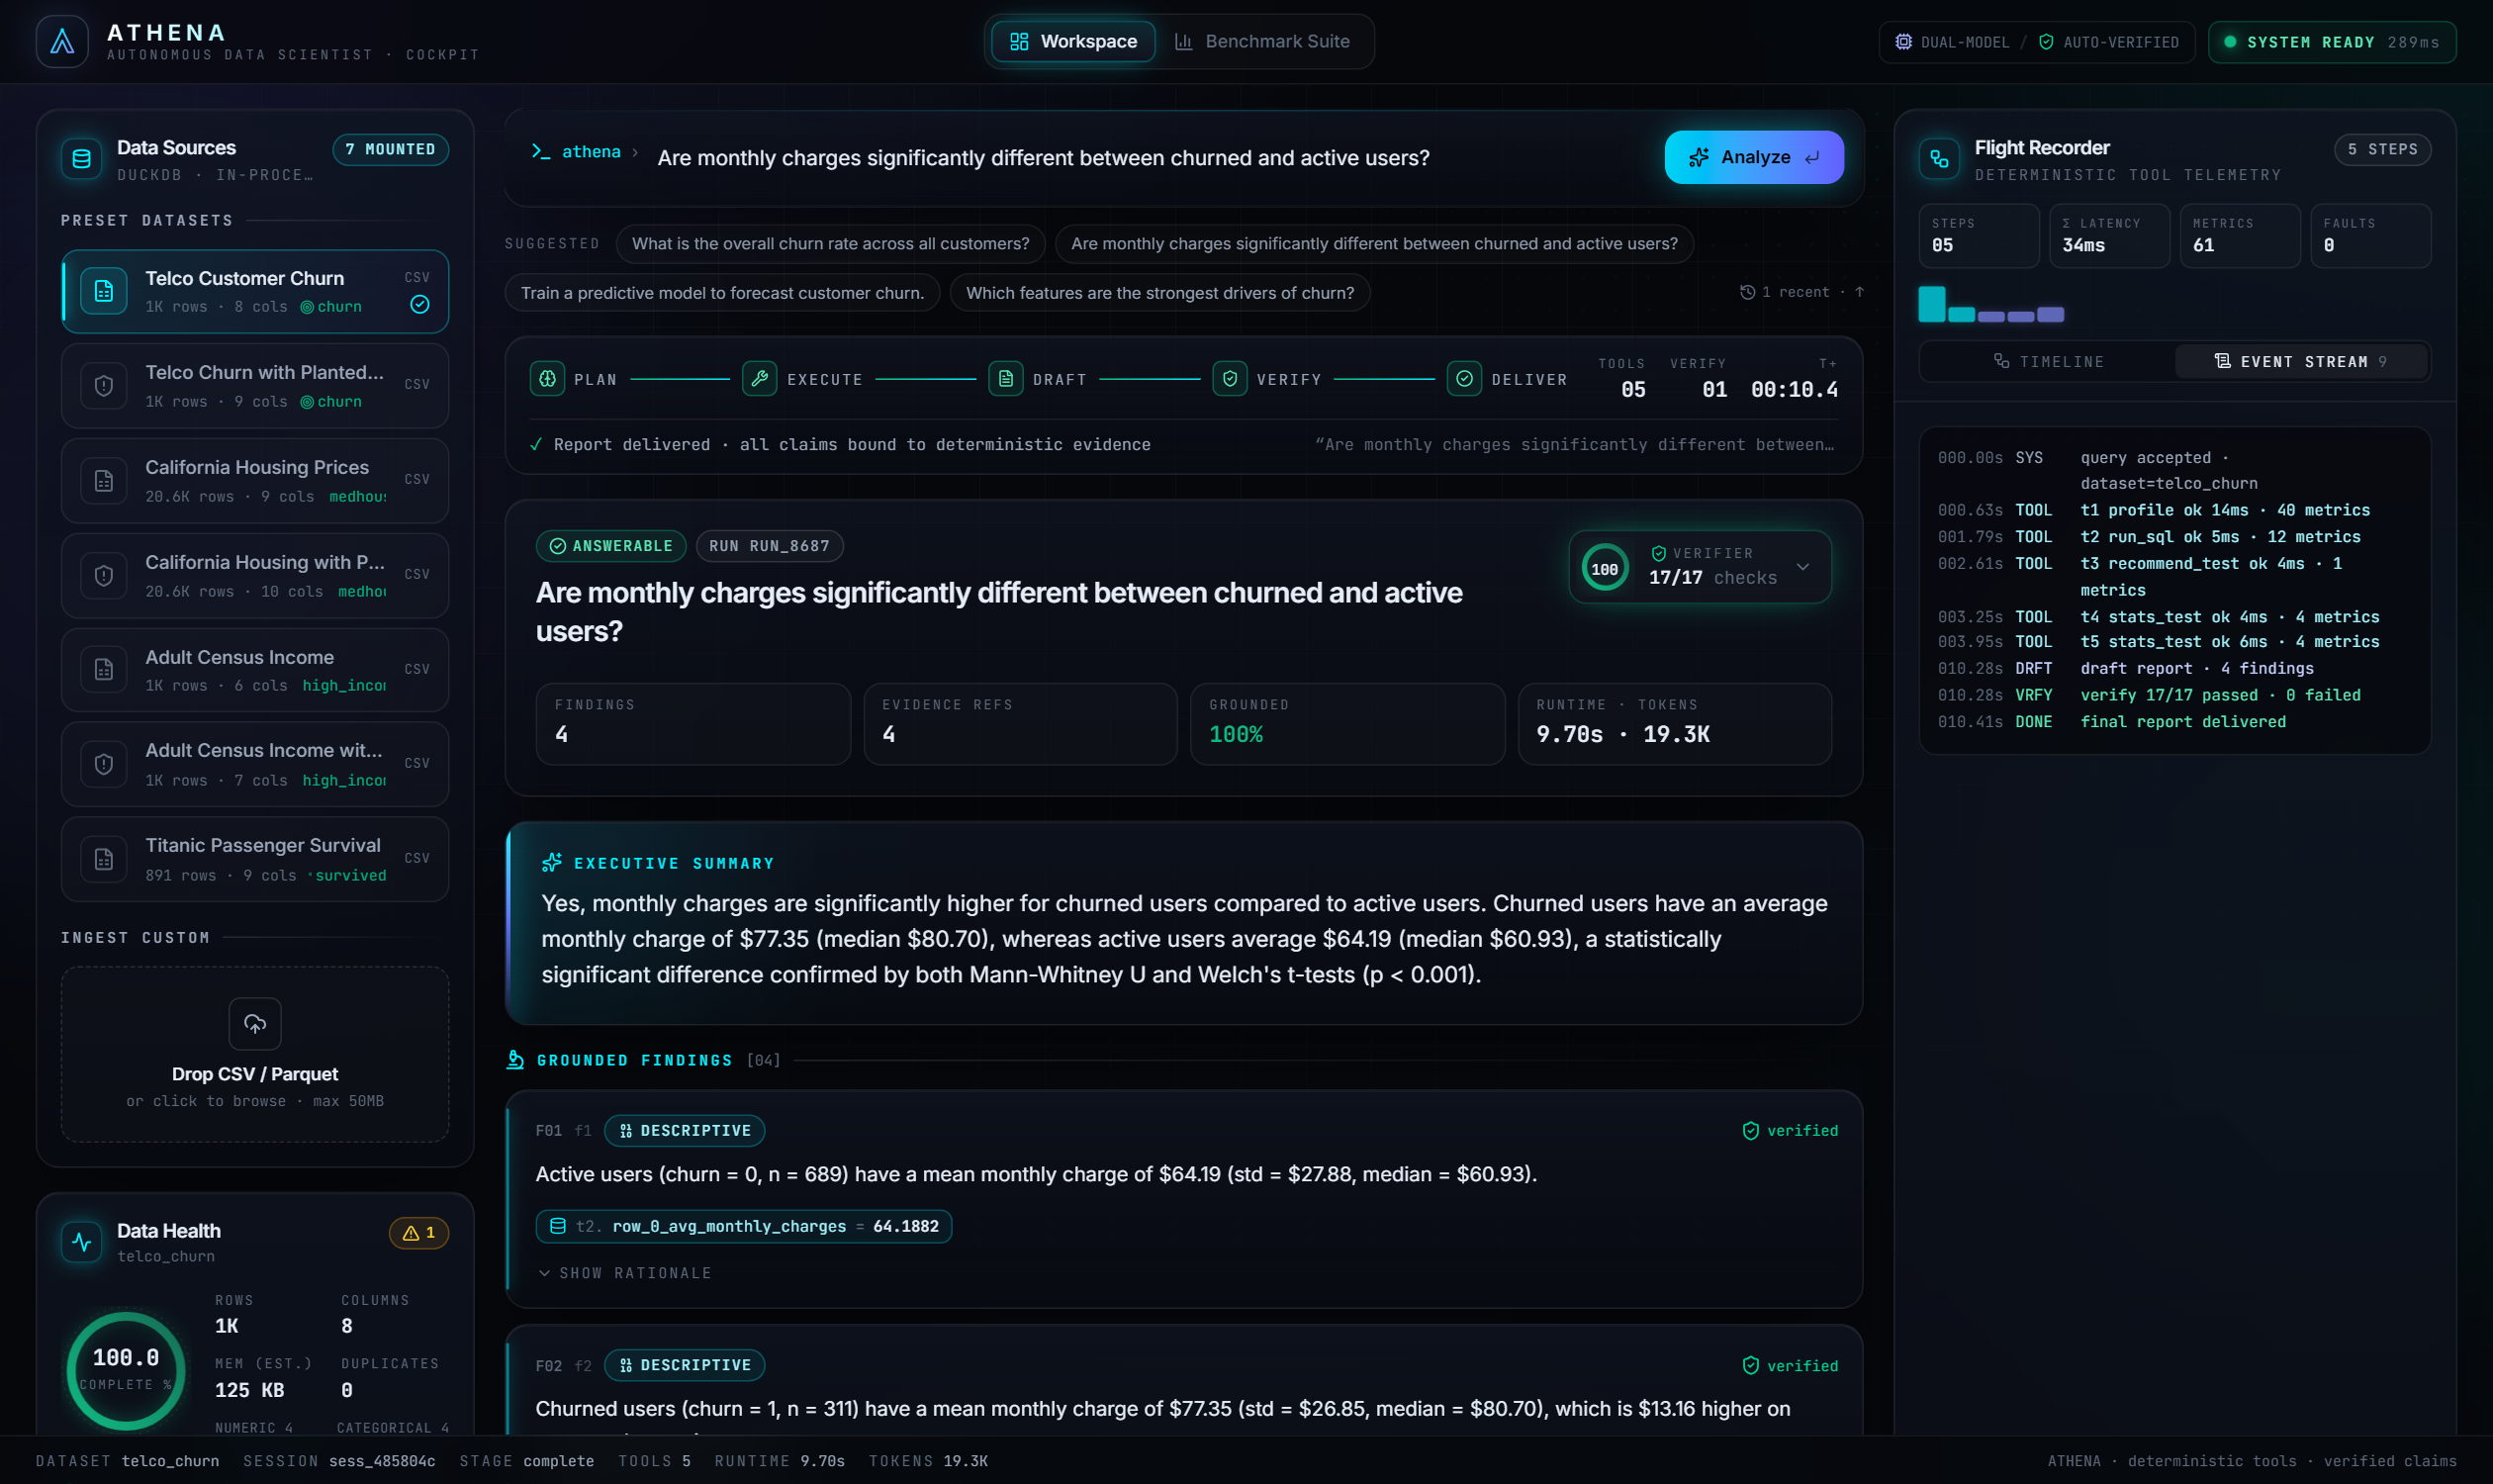 ATHENA
AUTONOMOUS DATA SCIENTIST · COCKPIT
Workspace
Benchmark Suite
DUAL-MODEL / AUTO-VERIFIED
SYSTEM READY 289ms
Data Sources
DUCKDB · IN-PROCE…
7 MOUNTED
PRESET DATASETS
Telco Customer Churn
CSV
1K rows · 8 cols churn
Telco Churn with Planted...
CSV
1K rows · 9 cols churn
California Housing Prices
CSV
20.6K rows · 9 cols medhous
California Housing with P...
CSV
20.6K rows · 10 cols medhou
Adult Census Income
CSV
1K rows · 6 cols high_incom
Adult Census Income wit...
CSV
1K rows · 7 cols high_incom
Titanic Passenger Survival
CSV
891 rows · 9 cols survived
INGEST CUSTOM
Drop CSV / Parquet
or click to browse · max 50MB
Data Health
telco_churn
1
100.0
COMPLETE %
ROWS
1K
COLUMNS
8
MEM (EST.)
125 KB
DUPLICATES
0
NUMERIC 4
CATEGORICAL 4
athena › Are monthly charges significantly different between churned and active users?
Analyze ↵
SUGGESTED
What is the overall churn rate across all customers?
Are monthly charges significantly different between churned and active users?
Train a predictive model to forecast customer churn.
Which features are the strongest drivers of churn?
1 recent · ↑
PLAN
EXECUTE
DRAFT
VERIFY
DELIVER
TOOLS
05
VERIFY
01
T+
00:10.4
✓ Report delivered · all claims bound to deterministic evidence
“Are monthly charges significantly different between…
ANSWERABLE
RUN RUN_8687
Are monthly charges significantly different between churned and active
users?
100
VERIFIER
17/17 checks
FINDINGS
4
EVIDENCE REFS
4
GROUNDED
100%
RUNTIME · TOKENS
9.70s · 19.3K
EXECUTIVE SUMMARY
Yes, monthly charges are significantly higher for churned users compared to active users. Churned users have an average
monthly charge of $77.35 (median $80.70), whereas active users average $64.19 (median $60.93), a statistically
significant difference confirmed by both Mann-Whitney U and Welch's t-tests (p < 0.001).
GROUNDED FINDINGS [04]
F01 f1 DESCRIPTIVE
verified
Active users (churn = 0, n = 689) have a mean monthly charge of $64.19 (std = $27.88, median = $60.93).
t2. row_0_avg_monthly_charges = 64.1882
SHOW RATIONALE
F02 f2 DESCRIPTIVE
verified
Churned users (churn = 1, n = 311) have a mean monthly charge of $77.35 (std = $26.85, median = $80.70), which is $13.16 higher on
Flight Recorder
DETERMINISTIC TOOL TELEMETRY
5 STEPS
STEPS
05
Σ LATENCY
34ms
METRICS
61
FAULTS
0
TIMELINE
EVENT STREAM 9
000.00s SYS query accepted ·
dataset=telco_churn
000.63s TOOL t1 profile ok 14ms · 40 metrics
001.79s TOOL t2 run_sql ok 5ms · 12 metrics
002.61s TOOL t3 recommend_test ok 4ms · 1
metrics
003.25s TOOL t4 stats_test ok 4ms · 4 metrics
003.95s TOOL t5 stats_test ok 6ms · 4 metrics
010.28s DRFT draft report · 4 findings
010.28s VRFY verify 17/17 passed · 0 failed
010.41s DONE final report delivered
DATASET telco_churn SESSION sess_485804c STAGE complete TOOLS 5 RUNTIME 9.70s TOKENS 19.3K
ATHENA · deterministic tools · verified claims